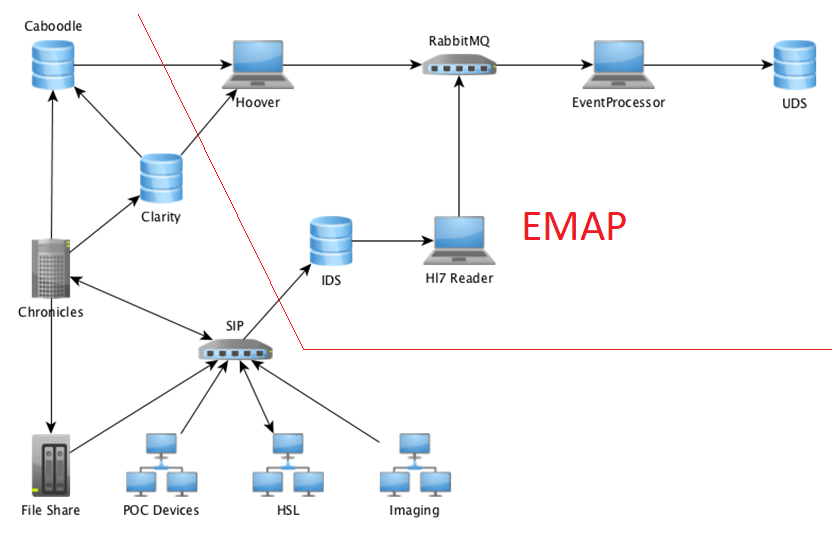 Caboodle
RabbitMQ
Hoover
EventProcessor
UDS
Clarity
EMAP
IDS
Hl7 Reader
Chronicles
SIP
File Share
POC Devices
HSL
Imaging